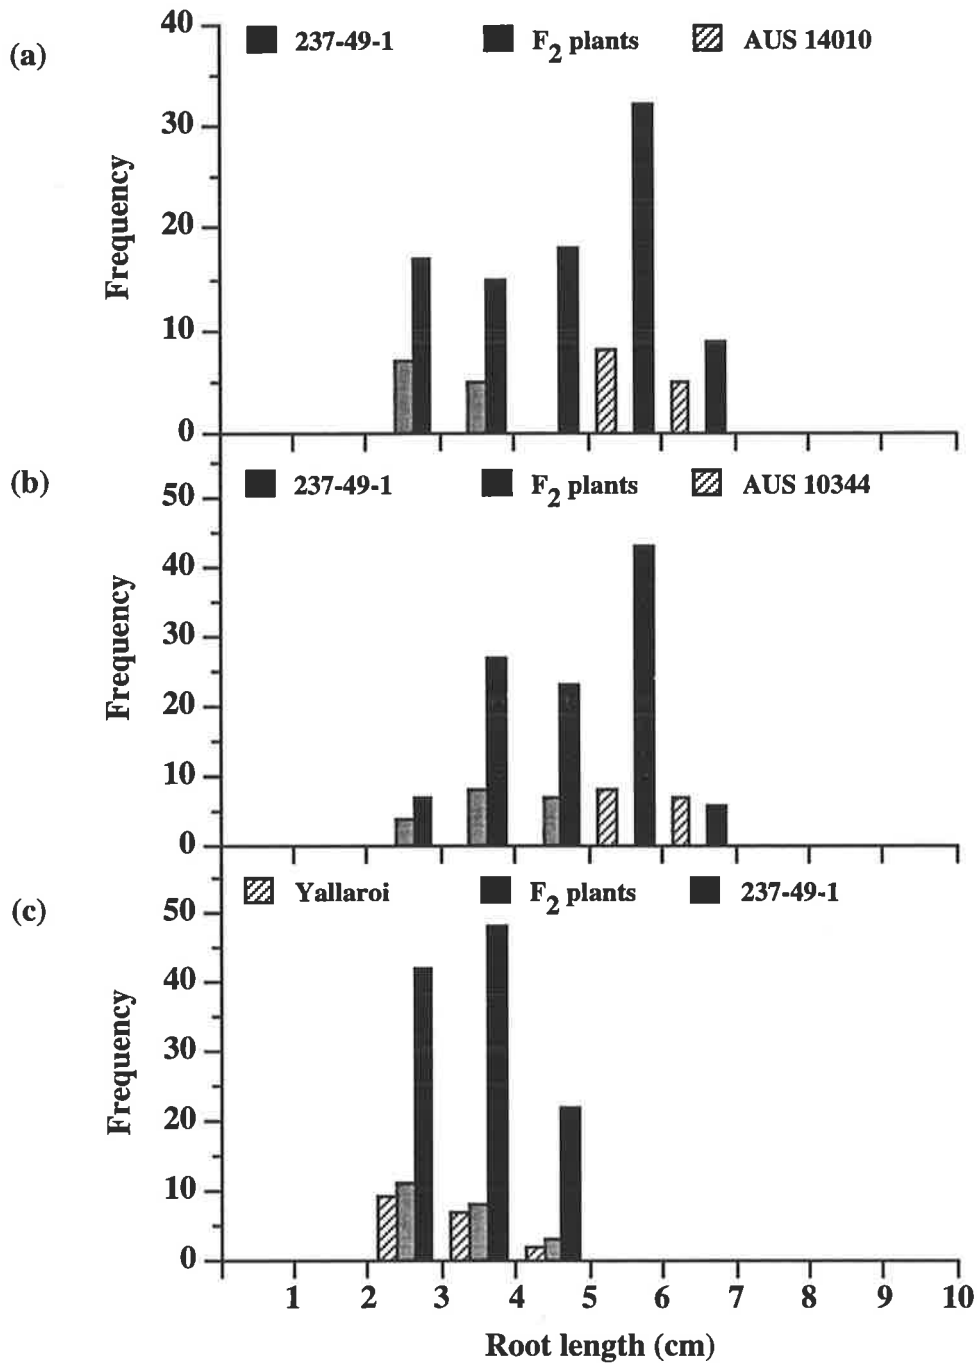 (a)
40
30
20
10
0
Frequency
237-49-1
F2 plants
AUS 14010
(b)
50
40
30
20
10
0
Frequency
237-49-1
F2 plants
AUS 10344
(c)
50
40
30
20
10
0
Frequency
Yallaroi
F2 plants
237-49-1
1 2 3 4 5 6 7 8 9 10
Root length (cm)